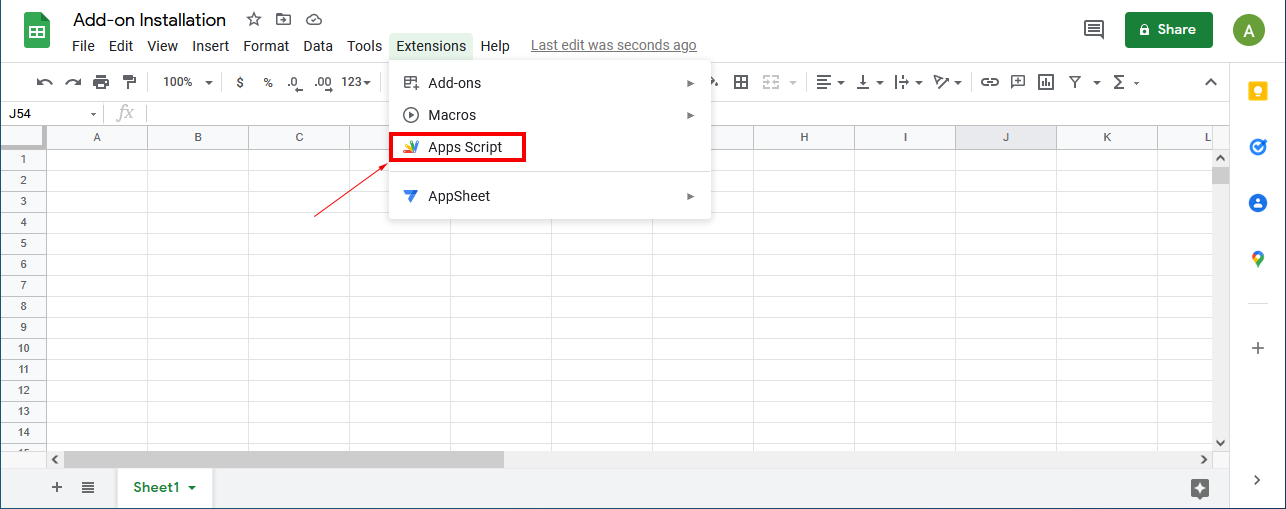 Add-on Installation
File Edit View Insert Format Data Tools Extensions Help Last edit was seconds ago
Share
A
100% $ % .0 .00 123
J54
fx
A B C H I J K L
Add-ons
Macros
Apps Script
AppSheet
1
2
3
4
5
6
7
8
9
10
11
12
13
14
Sheet1